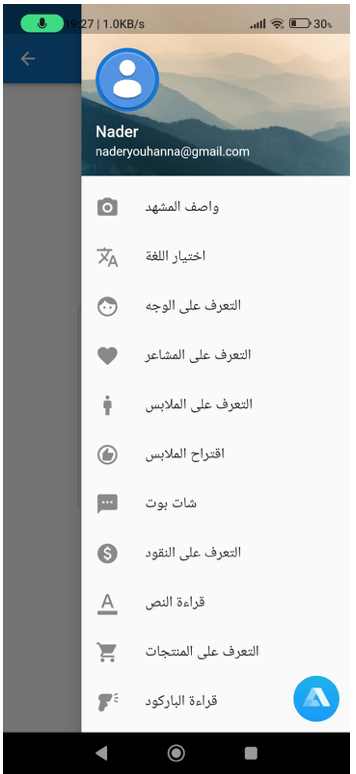 19:27 | 1.0KB/s
30%
Nader
naderyouhanna@gmail.com
واصف المشهد
اختيار اللغة
التعرف على الوجه
التعرف على المشاعر
التعرف على الملابس
اقتراح الملابس
شات بوت
التعرف على النقود
قراءة النص
التعرف على المنتجات
قراءة الباركود